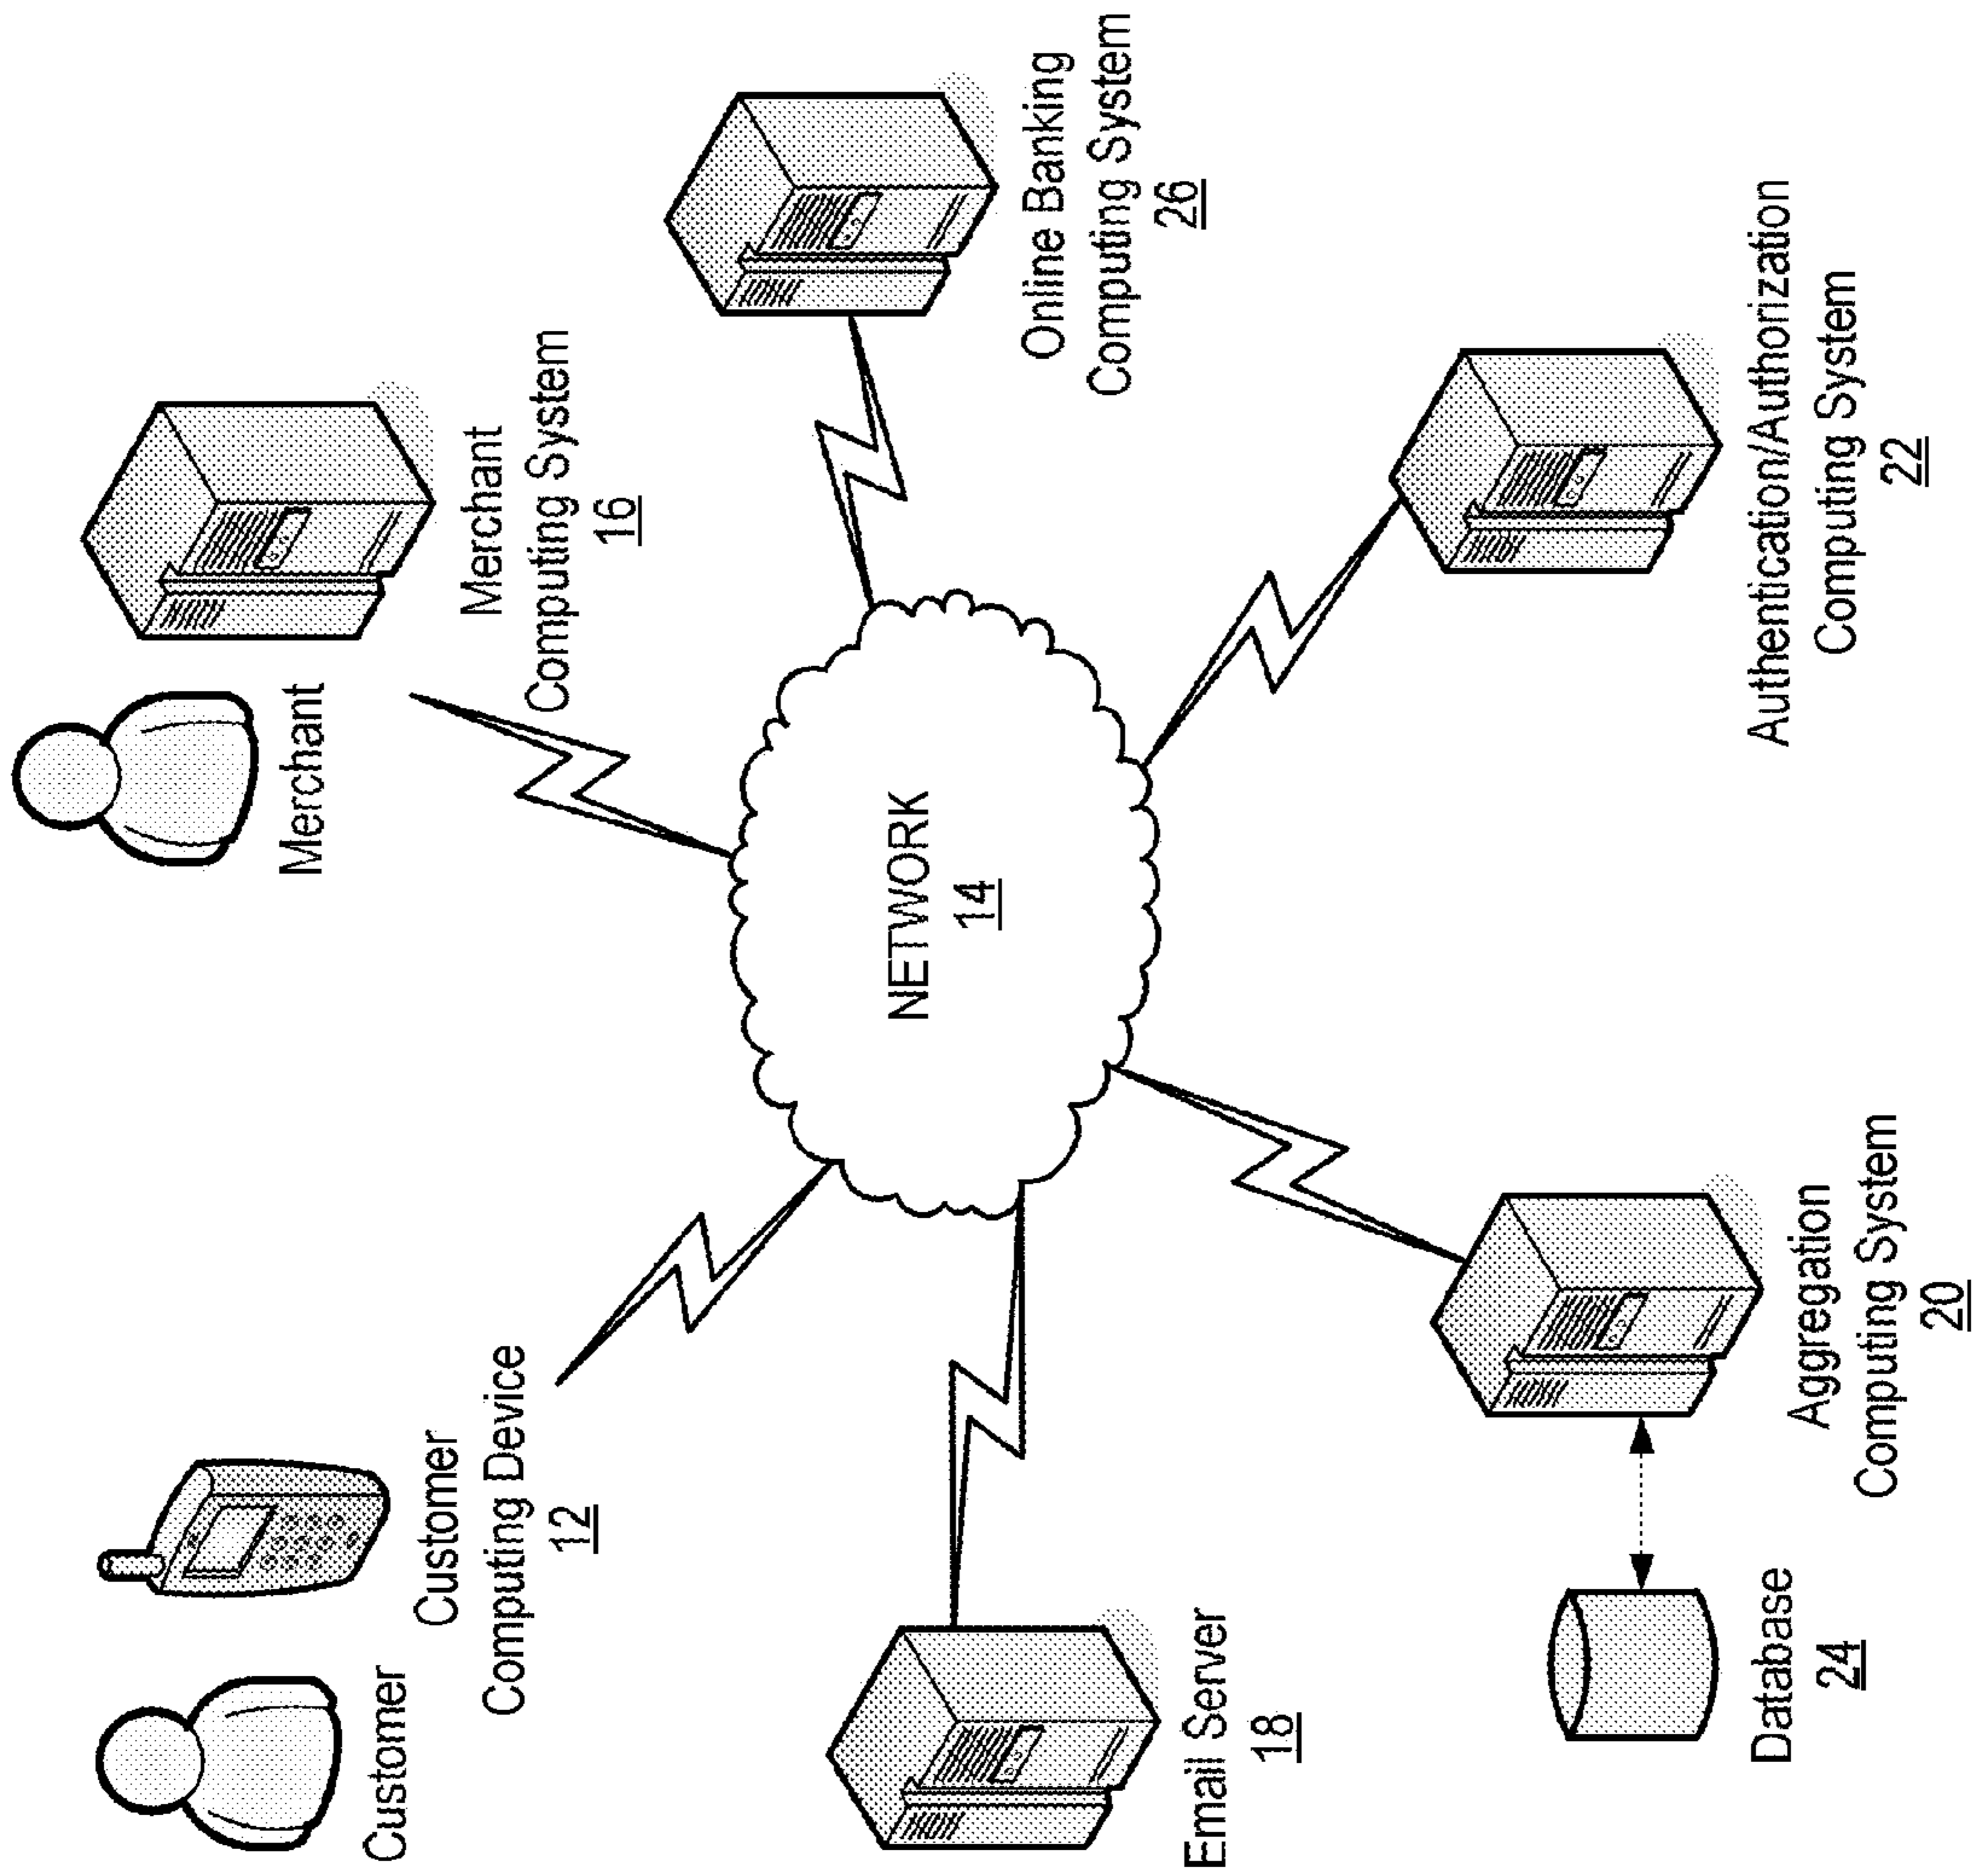 Customer
Customer
Computing Device
12
Merchant
Merchant
Computing System
16
Email Server
18
NETWORK
14
Online Banking
Computing System
26
Database
24
Aggregation
Computing System
20
Authentication/Authorization
Computing System
22